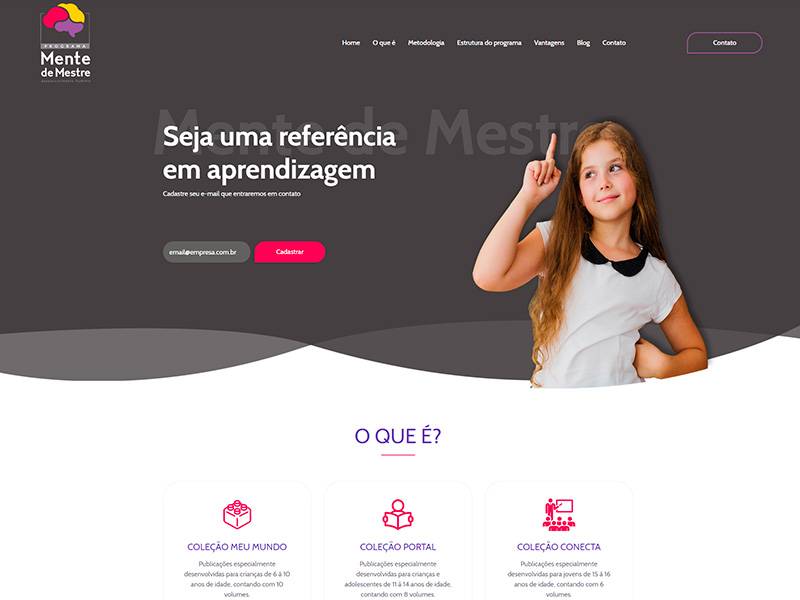 PROGRAMA
Mente
de Mestre
Home O que é Metodologia Estrutura do programa Vantagens Blog Contato
Contato
Mente de Mestre
Seja uma referência
em aprendizagem
Cadastre seu e-mail que entraremos em contato
email@empresa.com.br
Cadastrar
O QUE É?
COLEÇÃO MEU MUNDO
Publicações especialmente
desenvolvidas para crianças de 6 à 10
anos de idade, contando com 10
volumes.
COLEÇÃO PORTAL
Publicações especialmente
desenvolvidas para crianças e
adolescentes de 11 à 14 anos de idade,
contando com 8 volumes.
COLEÇÃO CONECTA
Publicações especialmente
desenvolvidas para jovens de 15 à 16
anos de idade, contando com 6
volumes.